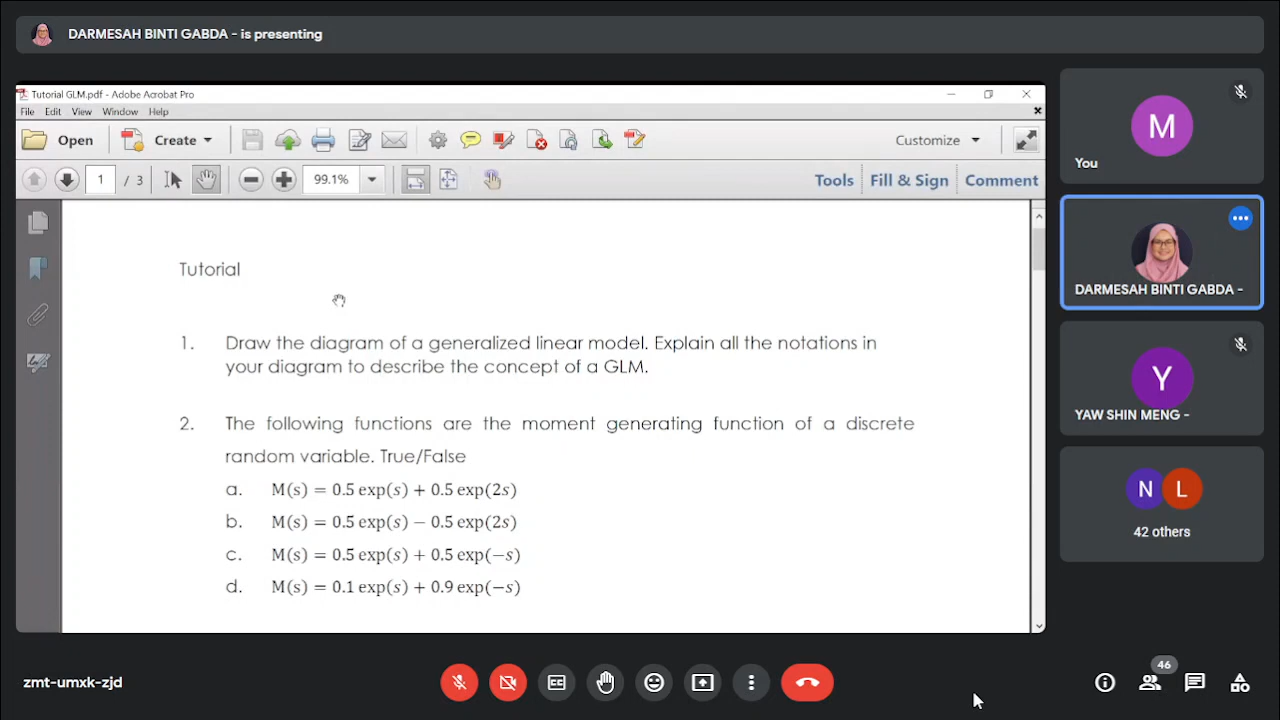 DARMESAH BINTI GABDA - is presenting
Tutorial GLM.pdf - Adobe Acrobat Pro
File Edit View Window Help
Open Create Customize
1 / 3 99.1% Tools Fill & Sign Comment
Tutorial
1. Draw the diagram of a generalized linear model. Explain all the notations in
your diagram to describe the concept of a GLM.
2. The following functions are the moment generating function of a discrete
random variable. True/False
a. M(s) = 0.5 exp(s) + 0.5 exp(2s)
b. M(s) = 0.5 exp(s) − 0.5 exp(2s)
c. M(s) = 0.5 exp(s) + 0.5 exp(−s)
d. M(s) = 0.1 exp(s) + 0.9 exp(−s)
M
You
DARMESAH BINTI GABDA -
Y
YAW SHIN MENG -
N L
42 others
zmt-umxk-zjd
46